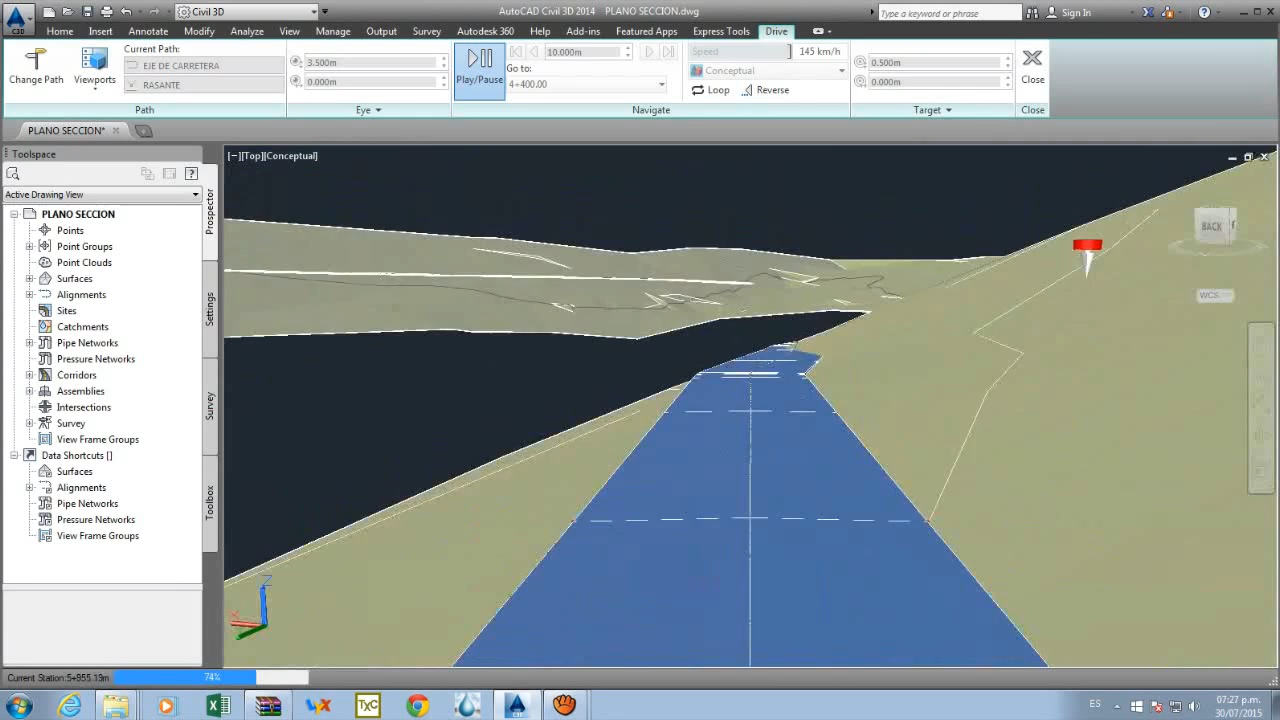 C3D
Civil 3D
AutoCAD Civil 3D 2014 PLANO SECCION.dwg
Type a keyword or phrase
Sign In
Home Insert Annotate Modify Analyze View Manage Output Survey Autodesk 360 Help Add-ins Featured Apps Express Tools Drive
Change Path
Viewports
Current Path:
EJE DE CARRETERA
RASANTE
Path
3.500m
0.000m
Eye
Play/Pause
10.000m
Go to:
4+400.00
Speed
145 km/h
Conceptual
Loop
Reverse
Navigate
0.500m
0.000m
Target
Close
Close
PLANO SECCION*
Toolspace
[−][Top][Conceptual]
Active Drawing View
PLANO SECCION
Points
Point Groups
Point Clouds
Surfaces
Alignments
Sites
Catchments
Pipe Networks
Pressure Networks
Corridors
Assemblies
Intersections
Survey
View Frame Groups
Data Shortcuts []
Surfaces
Alignments
Pipe Networks
Pressure Networks
View Frame Groups
Prospector
Settings
Survey
Toolbox
BACK
WCS
X
Z
Current Station:5+955.19m
74%
TXC
C3D
ES
07:27 p.m.
30/07/2015